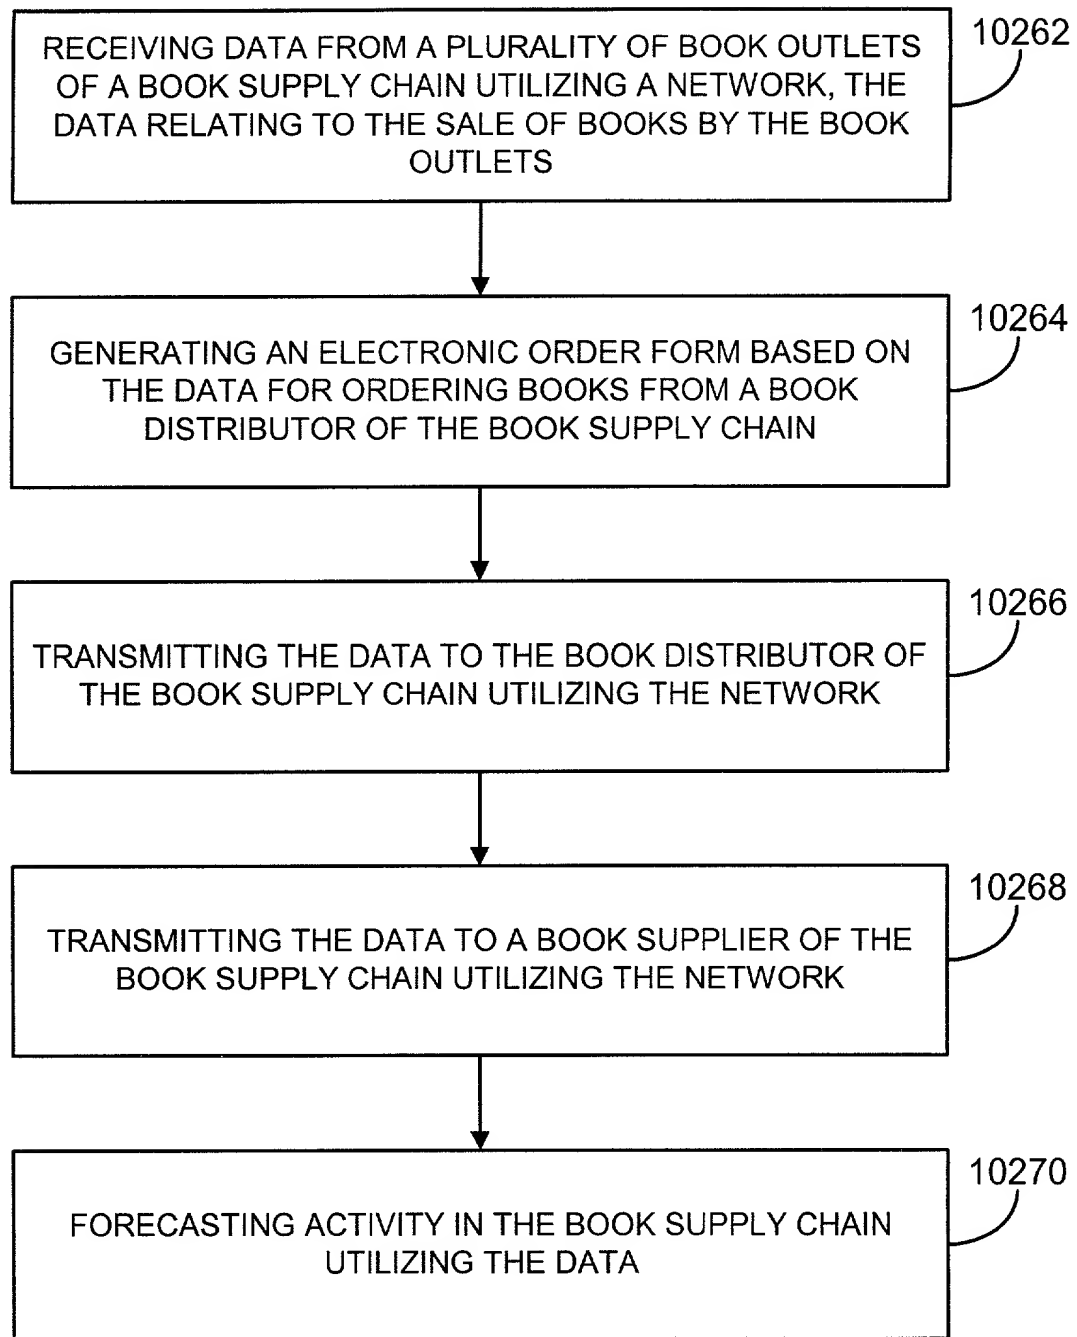 RECEIVING DATA FROM A PLURALITY OF BOOK OUTLETS
OF A BOOK SUPPLY CHAIN UTILIZING A NETWORK, THE
DATA RELATING TO THE SALE OF BOOKS BY THE BOOK
OUTLETS
10262
GENERATING AN ELECTRONIC ORDER FORM BASED ON
THE DATA FOR ORDERING BOOKS FROM A BOOK
DISTRIBUTOR OF THE BOOK SUPPLY CHAIN
10264
TRANSMITTING THE DATA TO THE BOOK DISTRIBUTOR OF
THE BOOK SUPPLY CHAIN UTILIZING THE NETWORK
10266
TRANSMITTING THE DATA TO A BOOK SUPPLIER OF THE
BOOK SUPPLY CHAIN UTILIZING THE NETWORK
10268
FORECASTING ACTIVITY IN THE BOOK SUPPLY CHAIN
UTILIZING THE DATA
10270